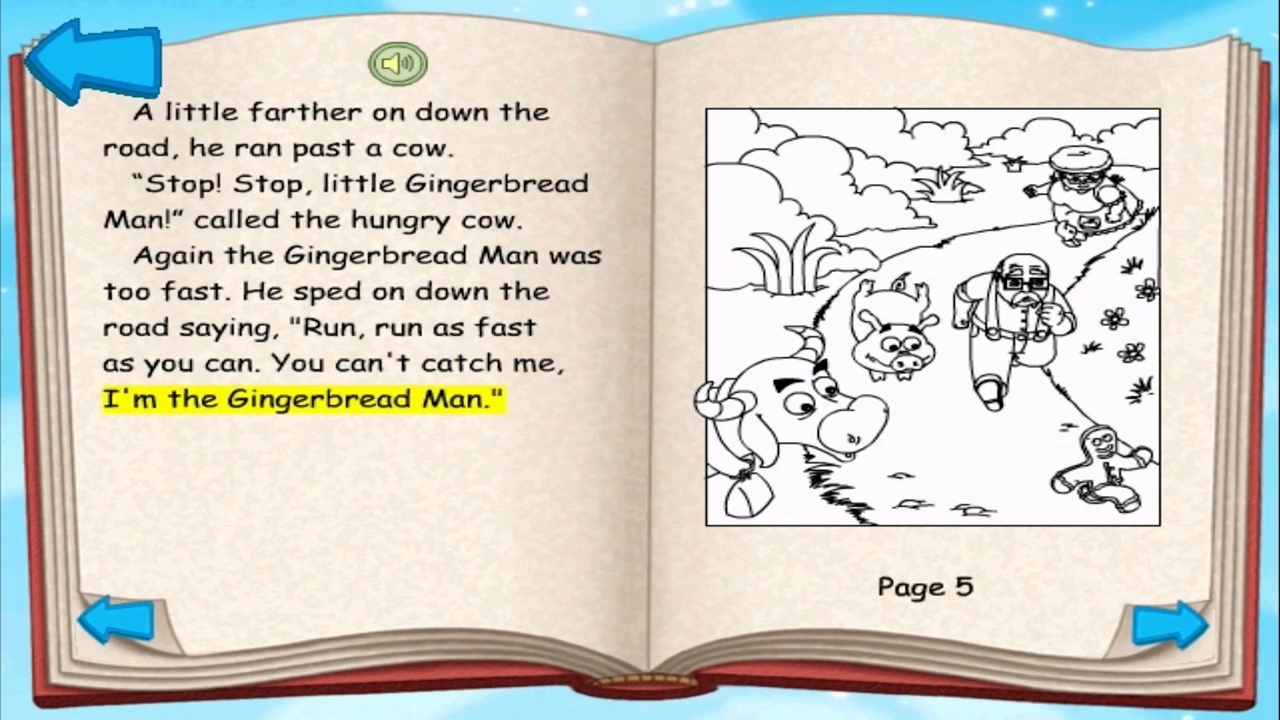 A little farther on down the
road, he ran past a cow.
“Stop! Stop, little Gingerbread
Man!” called the hungry cow.
Again the Gingerbread Man was
too fast. He sped on down the
road saying, "Run, run as fast
as you can. You can't catch me,
I'm the Gingerbread Man."
Page 5